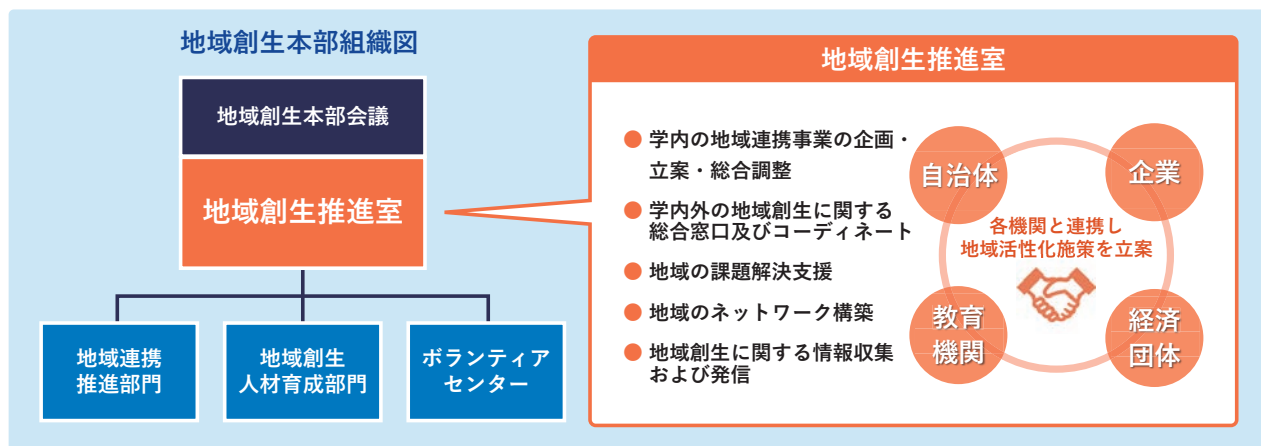 地域創生本部組織図
地域創生本部会議
地域創生推進室
地域連携
推進部門
地域創生
人材育成部門
ボランティア
センター
地域創生推進室
● 学内の地域連携事業の企画・
立案・総合調整
● 学内外の地域創生に関する
総合窓口及びコーディネート
● 地域の課題解決支援
● 地域のネットワーク構築
● 地域創生に関する情報収集
および発信
自治体
企業
各機関と連携し
地域活性化施策を立案
教育
機関
経済
団体